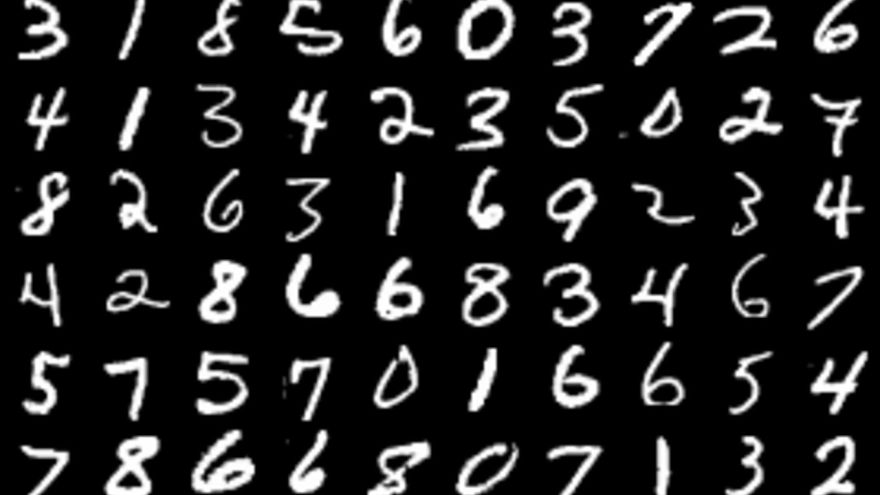 3 1 8 5 6 0 3 7 2 6
4 1 3 4 2 3 5 0 2 7
8 2 6 3 1 6 9 2 3 4
4 2 8 6 6 8 3 4 6 7
5 7 5 7 0 1 6 6 5 4
7 8 6 6 8 0 7 1 3 2